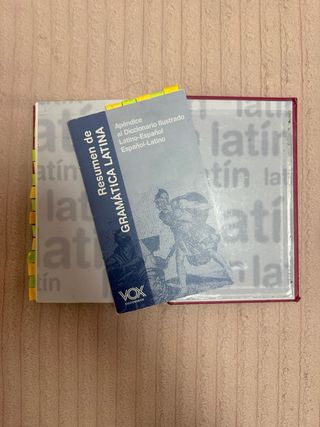 Resumen de
GRAMÁTICA LATINA
Apéndice
al Diccionario Ilustrado
Latino-Español
Español-Latino
VOX
latín
latín
latín
latín
latín